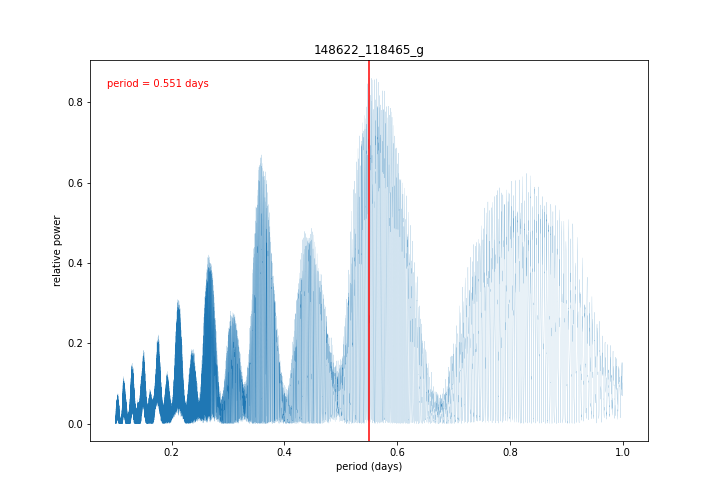 148622_118465_g
period = 0.551 days
relative power
0.8
0.6
0.4
0.2
0.0
0.2 0.4 0.6 0.8 1.0
period (days)